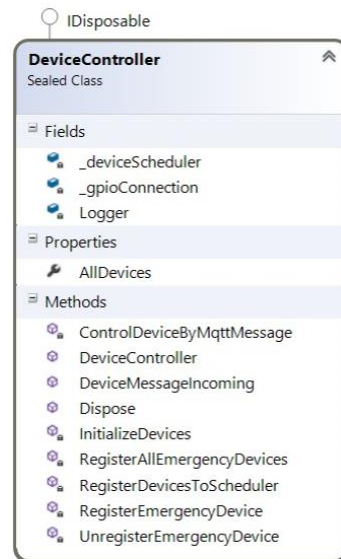 IDisposable
DeviceController
Sealed Class
Fields
_deviceScheduler
_gpioConnection
Logger
Properties
AllDevices
Methods
ControlDeviceByMqttMessage
DeviceController
DeviceMessageIncoming
Dispose
InitializeDevices
RegisterAllEmergencyDevices
RegisterDevicesToScheduler
RegisterEmergencyDevice
UnregisterEmergencyDevice